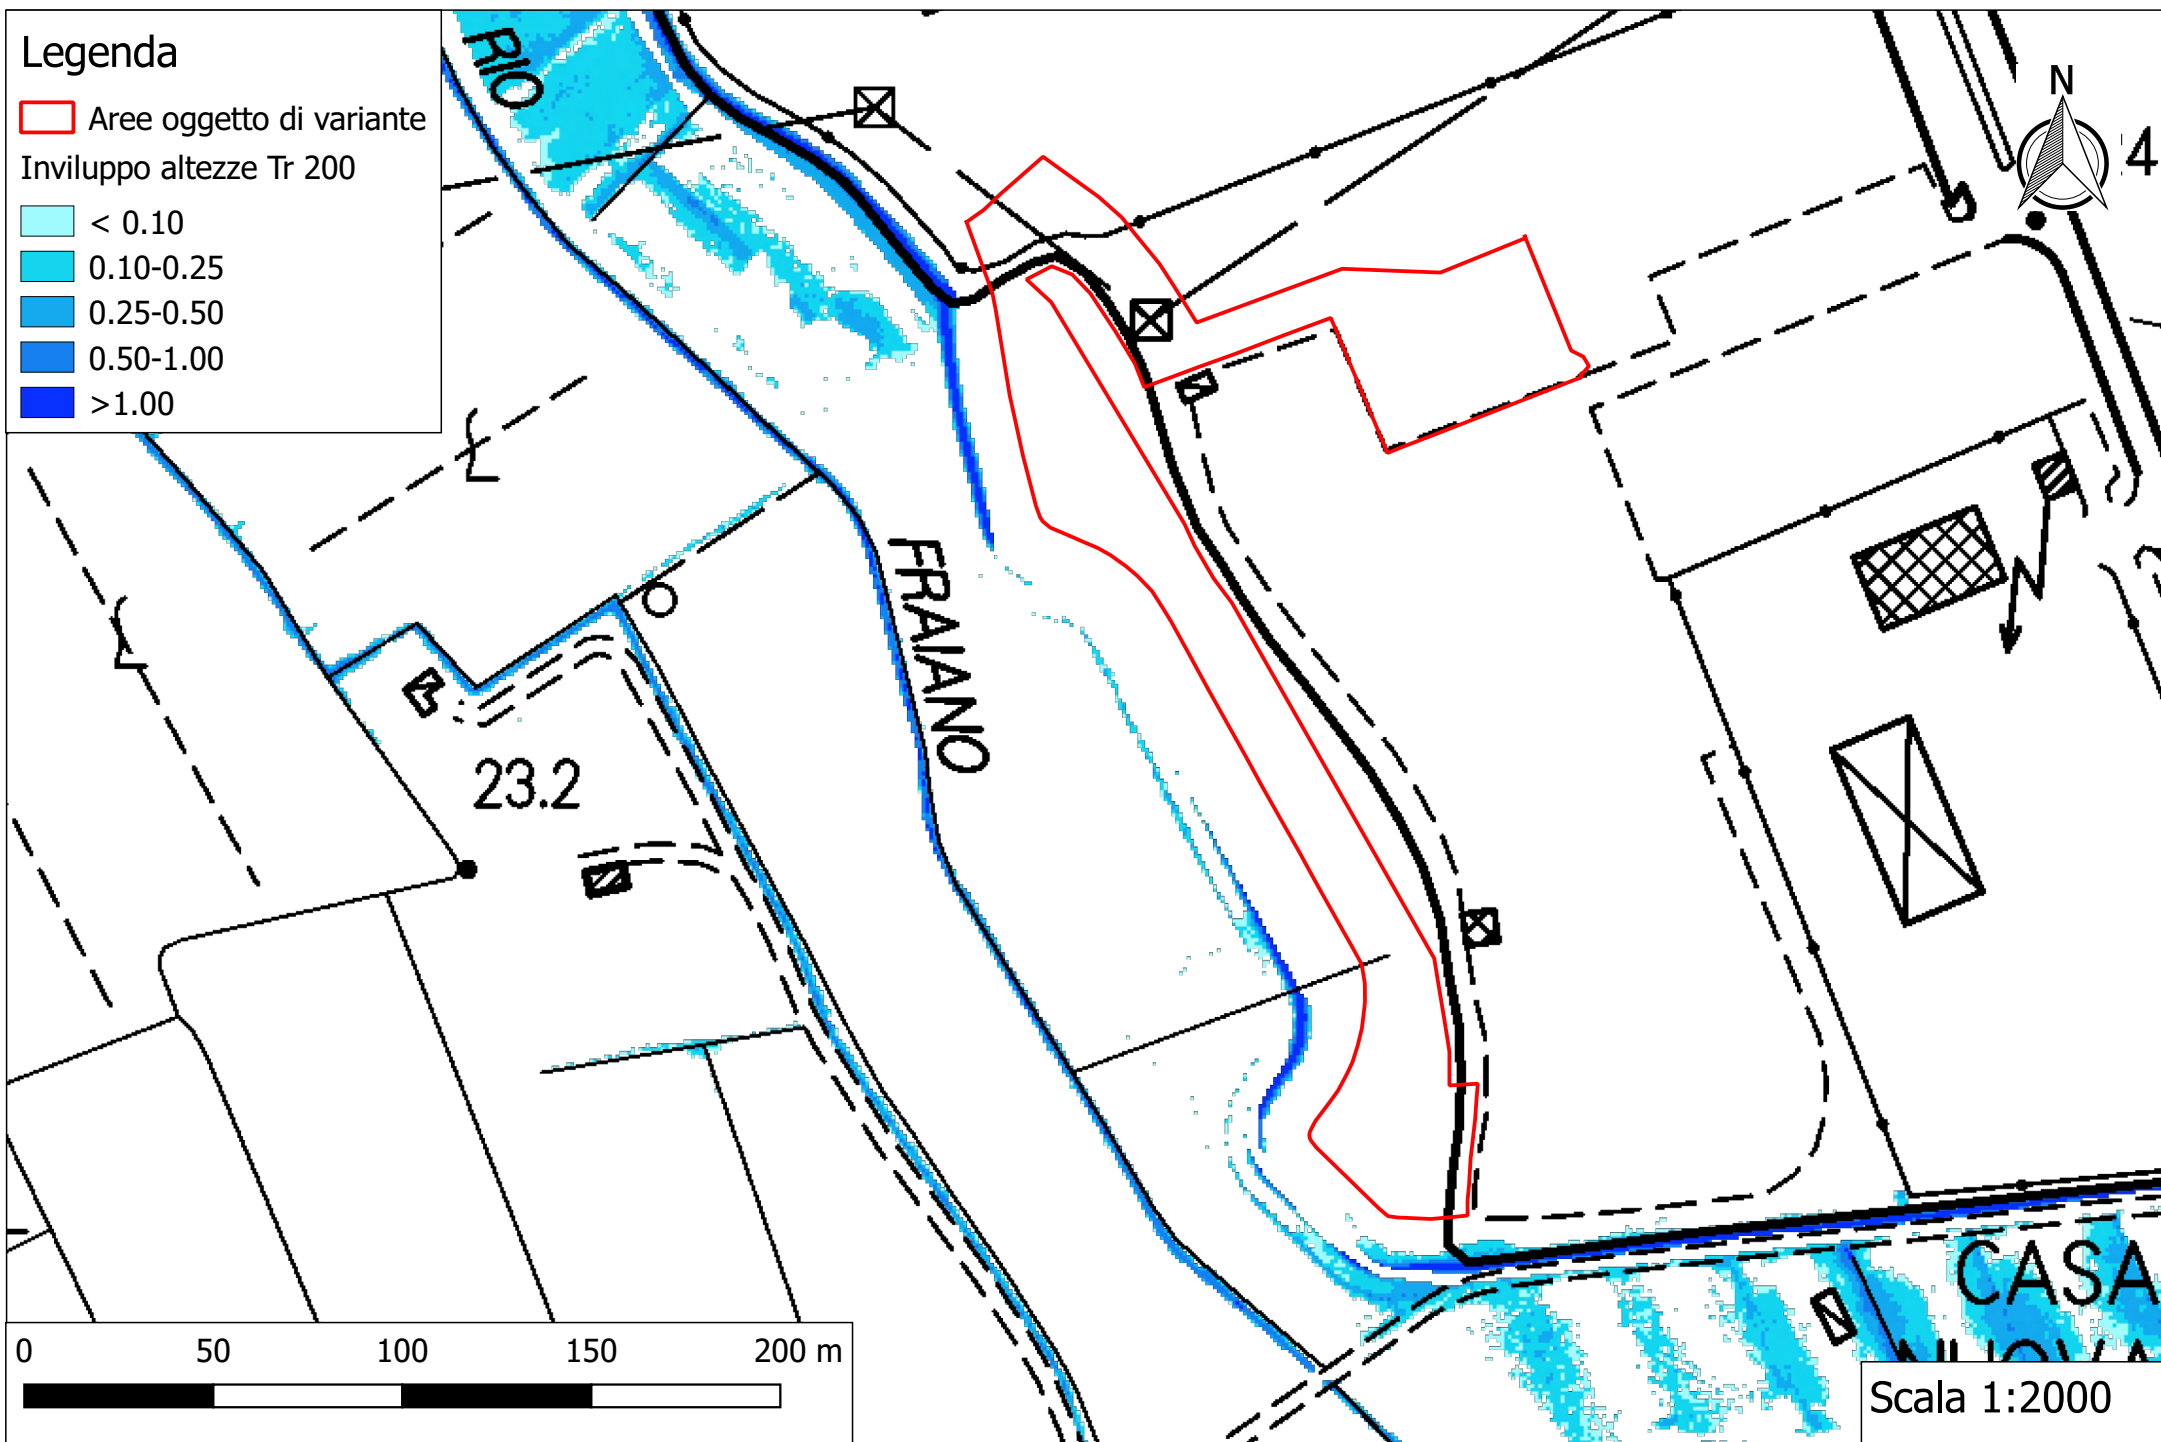 Legenda
Aree oggetto di variante
Inviluppo altezze Tr 200
< 0.10
0.10-0.25
0.25-0.50
0.50-1.00
>1.00
RIO
N
FRAIANO
23.2
CASA
0 50 100 150 200 m
Scala 1:2000